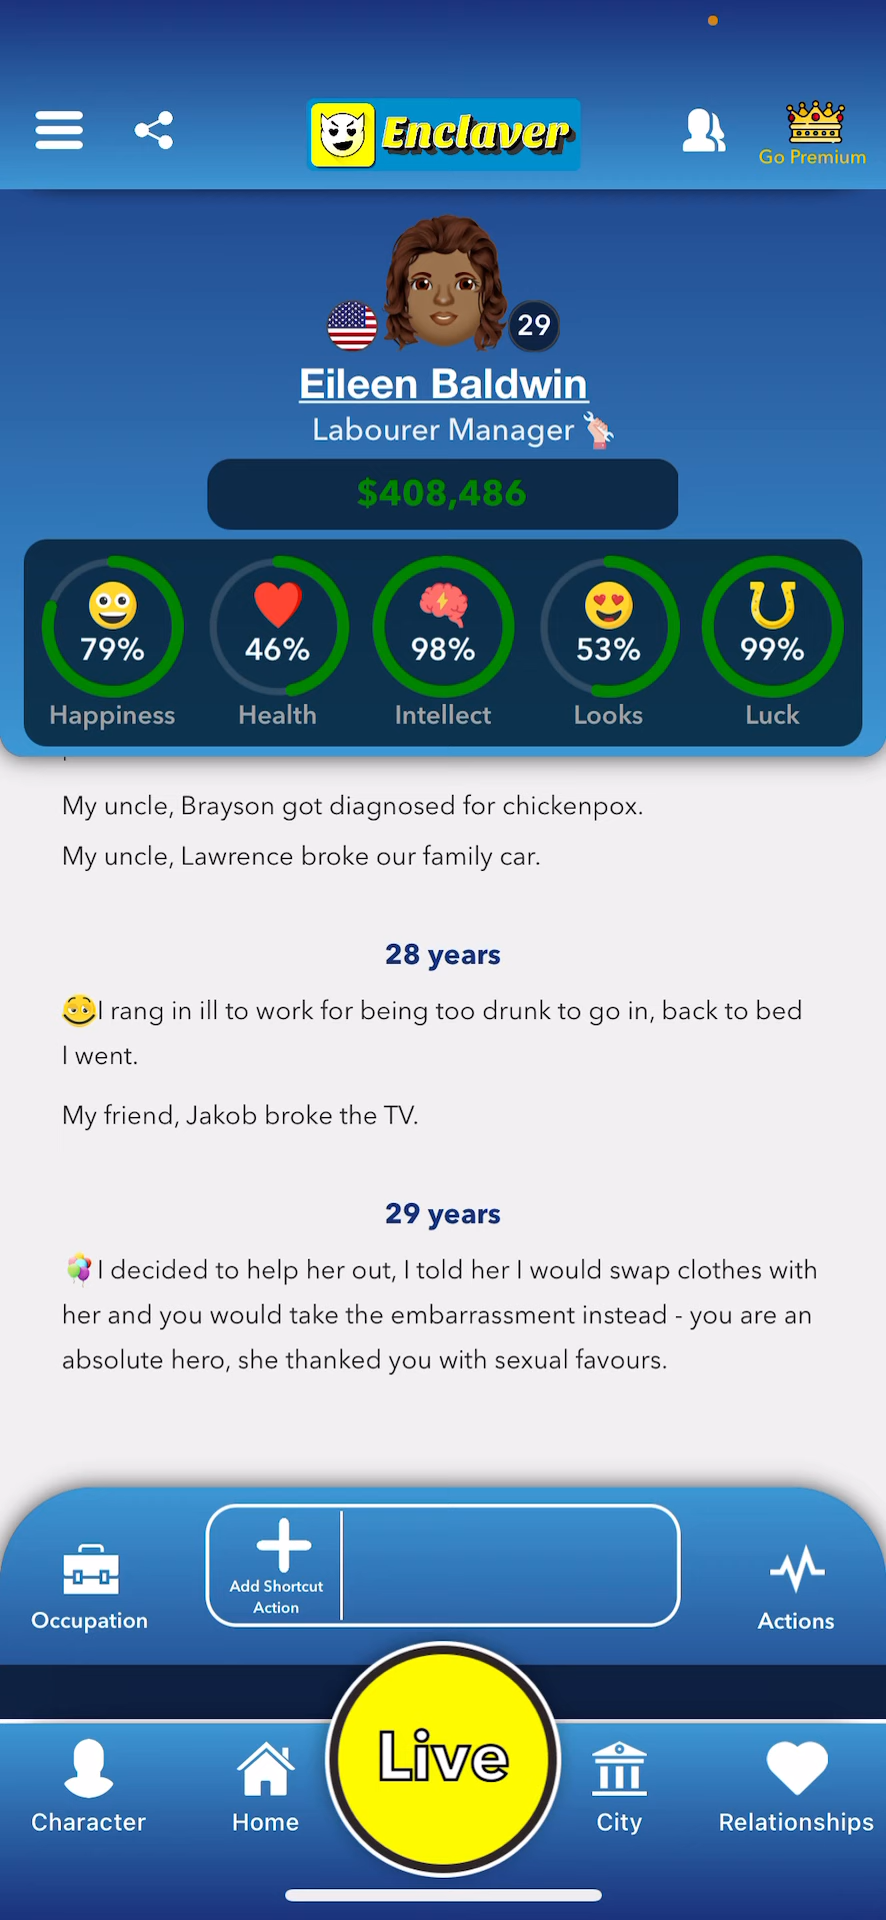 Enclaver
Go Premium
29
Eileen Baldwin
Labourer Manager
$408,486
79% 46% 98% 53% 99%
Happiness Health Intellect Looks Luck
My uncle, Brayson got diagnosed for chickenpox.
My uncle, Lawrence broke our family car.
28 years
I rang in ill to work for being too drunk to go in, back to bed
I went.
My friend, Jakob broke the TV.
29 years
I decided to help her out, I told her I would swap clothes with
her and you would take the embarrassment instead - you are an
absolute hero, she thanked you with sexual favours.
Add Shortcut
Action
Occupation
Actions
Live
Character Home City Relationships